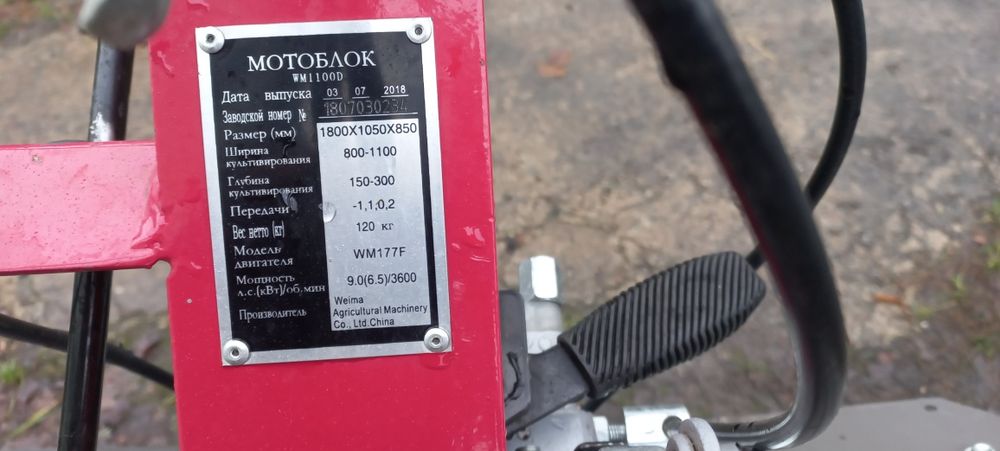 МОТОБЛОК
WM1100D
Дата выпуска 03 07 2018
Заводской номер № 1807030234
Размер (мм) 1800X1050X850
Ширина культивирования 800-1100
Глубина культивирования 150-300
Передачи -1,1,0,2
Вес нетто (кг) 120 кг
Модель двигателя WM177F
Мощность л.с.(кВт)/об.мин 9.0(6.5)/3600
Производитель Weima
Agricultural Machinery
Co., Ltd.China